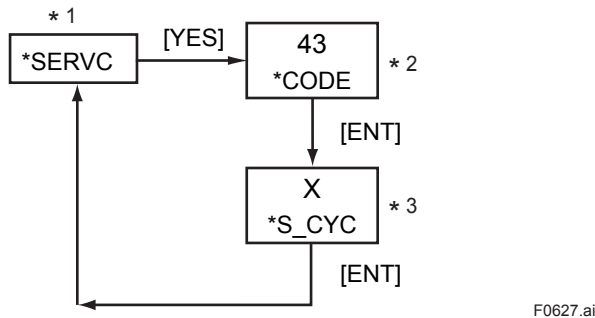 * 1
*SERVC
[YES]
43
*CODE
* 2
[ENT]
X
*S_CYC
* 3
[ENT]
F0627.ai